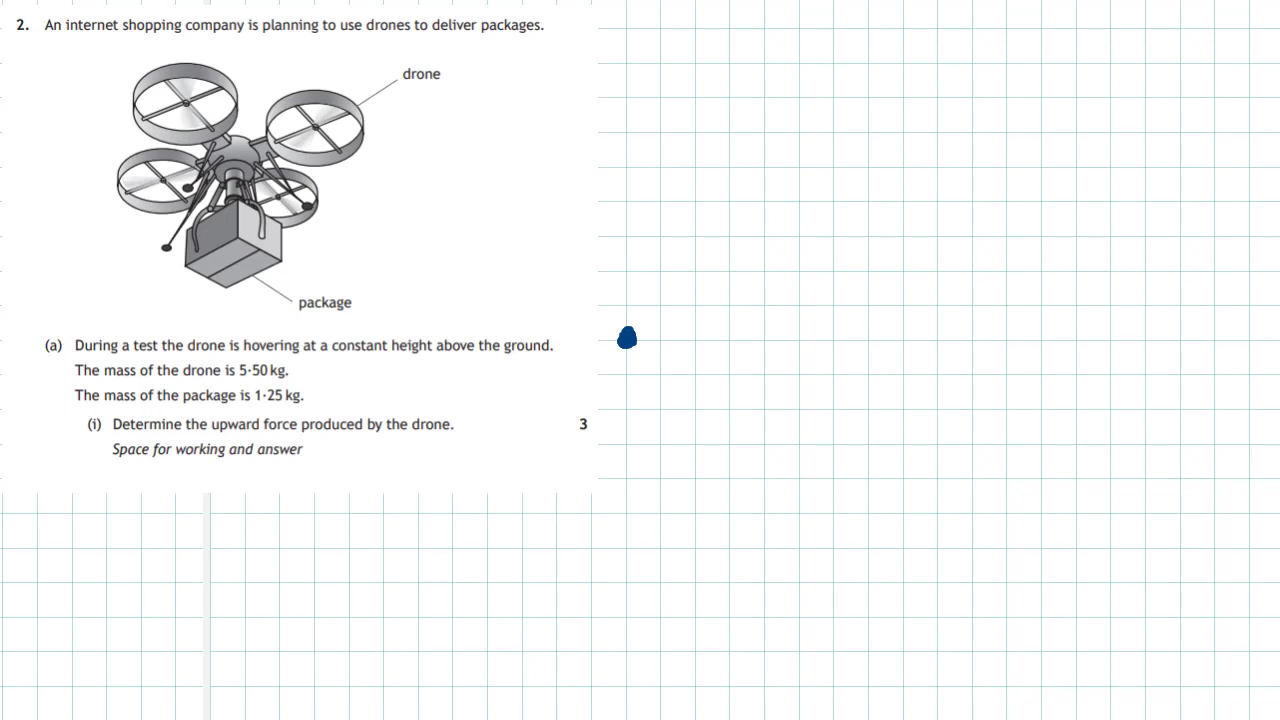 2. An internet shopping company is planning to use drones to deliver packages.
drone
package
(a) During a test the drone is hovering at a constant height above the ground.
The mass of the drone is 5·50 kg.
The mass of the package is 1·25 kg.
(i) Determine the upward force produced by the drone. 3
Space for working and answer